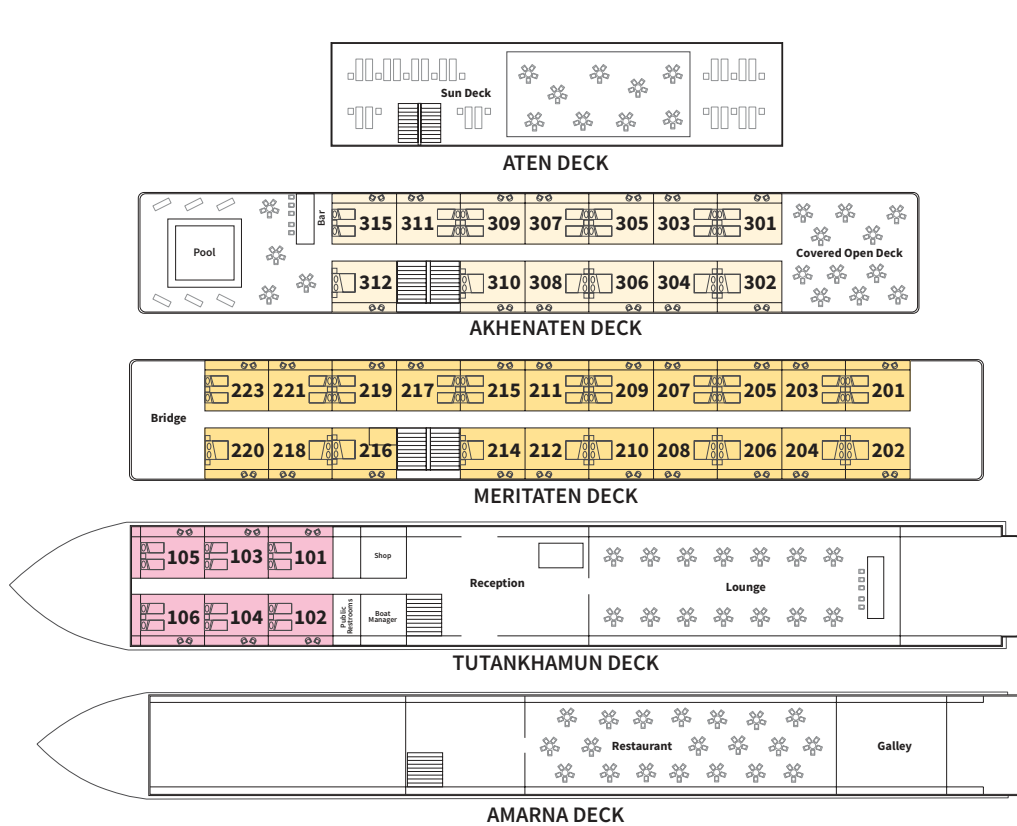 Sun Deck
ATEN DECK
Bar
315 311 309 307 305 303 301
Pool
Covered Open Deck
312 310 308 306 304 302
AKHENATEN DECK
223 221 219 217 215 211 209 207 205 203 201
Bridge
220 218 216 214 212 210 208 206 204 202
MERITATEN DECK
105 103 101
Shop
Reception
Lounge
106 104 102
Public
Restrooms
Boat
Manager
TUTANKHAMUN DECK
Restaurant
Galley
AMARNA DECK